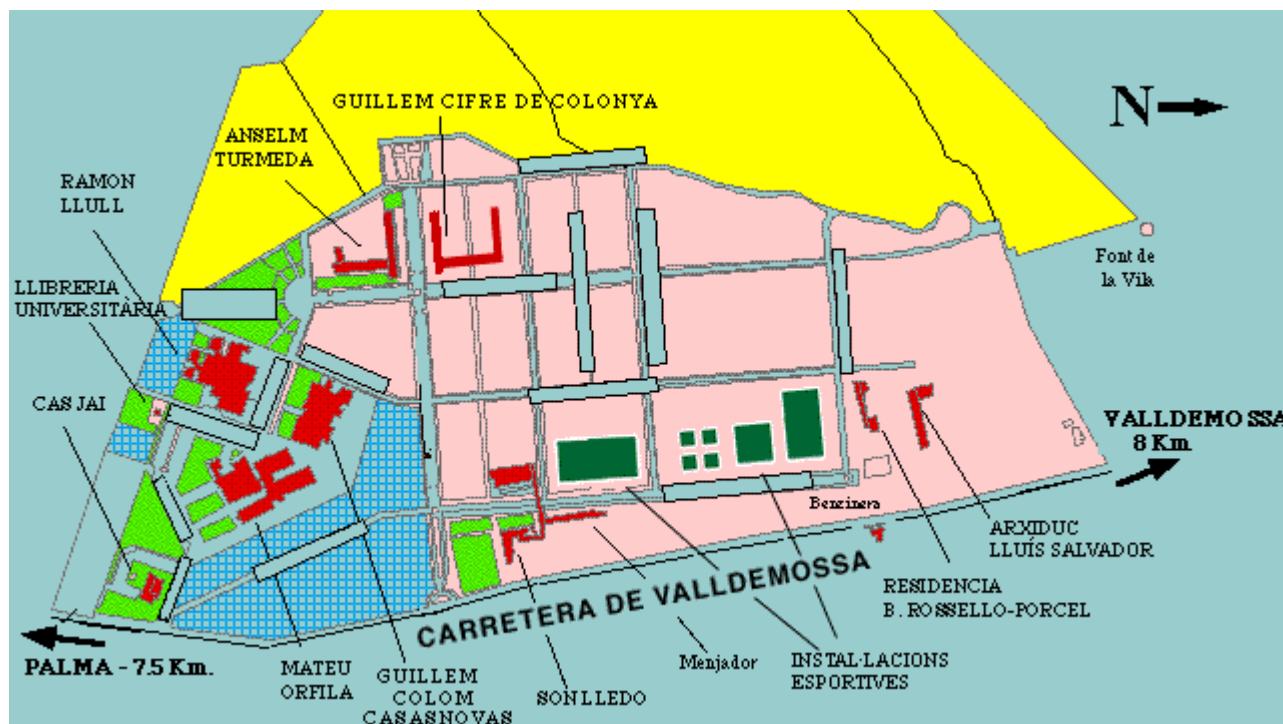 GUILLEM CIFRE DE COLONYA
N
ANSELM
TURMEDA
RAMON
LLULL
Font de
la Vila
LLIBRERIA
UNIVERSITÀRIA
CAS JAI
VALLDEMOSSA
8 Km.
Benzinera
ARXIDUC
LLUÍS SALVADOR
RESIDENCIA
B. ROSSELLO-PORCEL
CARRETERA DE VALLDEMOSSA
PALMA - 7.5 Km.
MATEU
ORFILA
GUILLEM
COLOM
CASASNOVAS
SON LLEDO
Menjador
INSTAL·LACIONS
ESPORTIVES